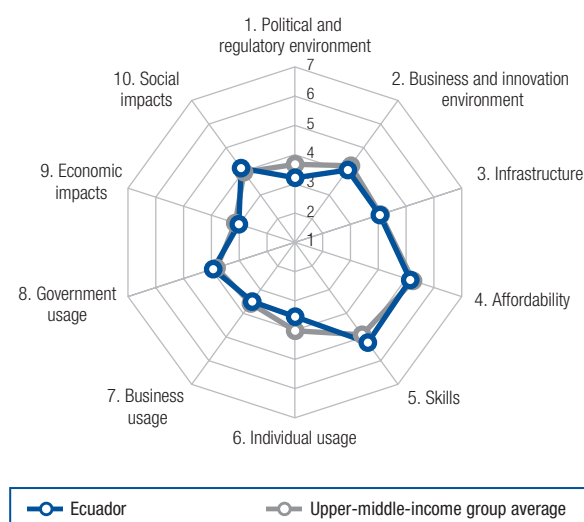 1. Political and
regulatory environment
2. Business and innovation
environment
3. Infrastructure
4. Affordability
5. Skills
6. Individual usage
7. Business
usage
8. Government
usage
9. Economic
impacts
10. Social
impacts
7
6
5
4
3
2
1
Ecuador
Upper-middle-income group average